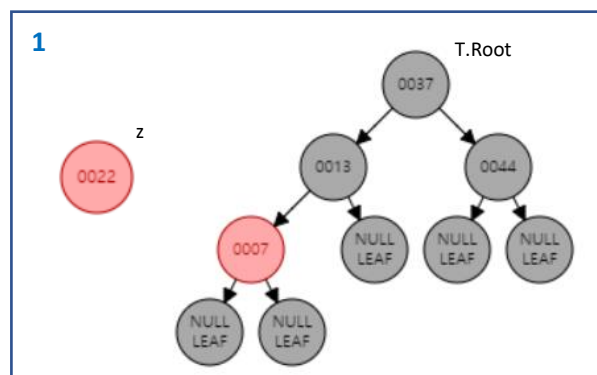 1
T.Root
0037
z
0022
0013
0044
0007
NULL
LEAF
NULL
LEAF
NULL
LEAF
NULL
LEAF
NULL
LEAF